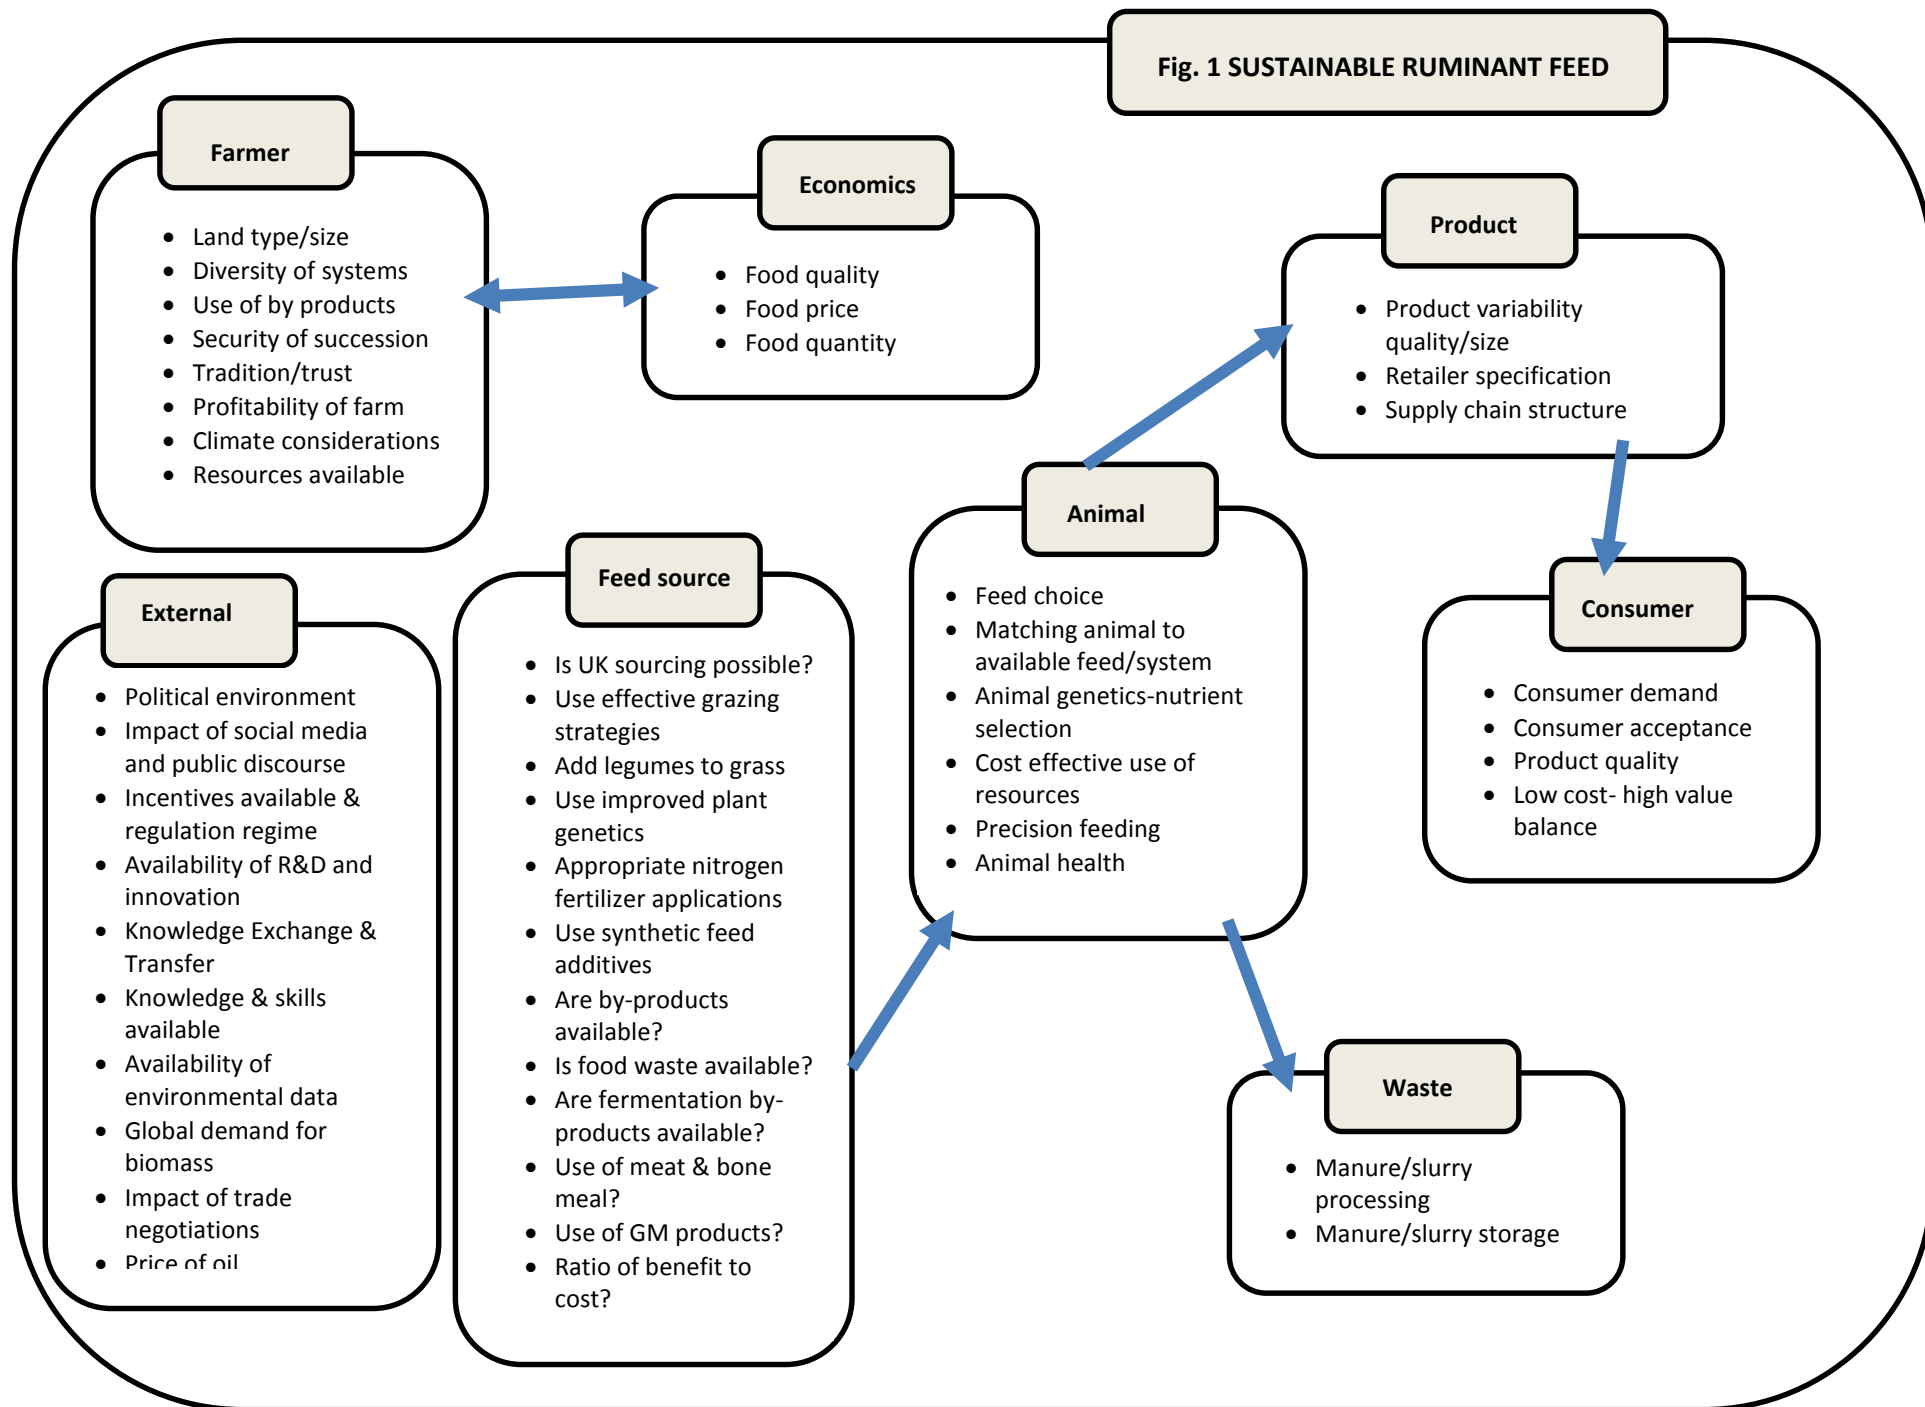 Fig. 1 SUSTAINABLE RUMINANT FEED
Farmer
• Land type/size
• Diversity of systems
• Use of by products
• Security of succession
• Tradition/trust
• Profitability of farm
• Climate considerations
• Resources available
Economics
• Food quality
• Food price
• Food quantity
Product
• Product variability
quality/size
• Retailer specification
• Supply chain structure
External
• Political environment
• Impact of social media
and public discourse
• Incentives available &
regulation regime
• Availability of R&D and
innovation
• Knowledge Exchange &
Transfer
• Knowledge & skills
available
• Availability of
environmental data
• Global demand for
biomass
• Impact of trade
negotiations
• Price of oil
Feed source
• Is UK sourcing possible?
• Use effective grazing
strategies
• Add legumes to grass
• Use improved plant
genetics
• Appropriate nitrogen
fertilizer applications
• Use synthetic feed
additives
• Are by-products
available?
• Is food waste available?
• Are fermentation by-
products available?
• Use of meat & bone
meal?
• Use of GM products?
• Ratio of benefit to
cost?
Animal
• Feed choice
• Matching animal to
available feed/system
• Animal genetics-nutrient
selection
• Cost effective use of
resources
• Precision feeding
• Animal health
Consumer
• Consumer demand
• Consumer acceptance
• Product quality
• Low cost- high value
balance
Waste
• Manure/slurry
processing
• Manure/slurry storage